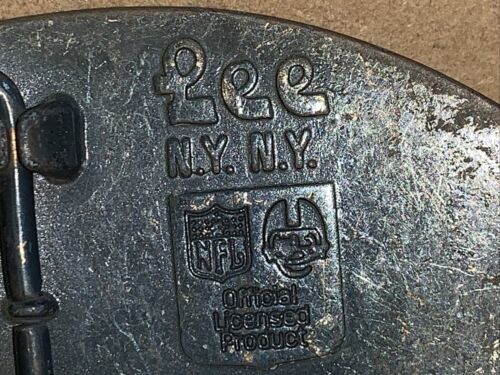 Lee
N.Y. N.Y.
NFL
Official
Licensed
Product